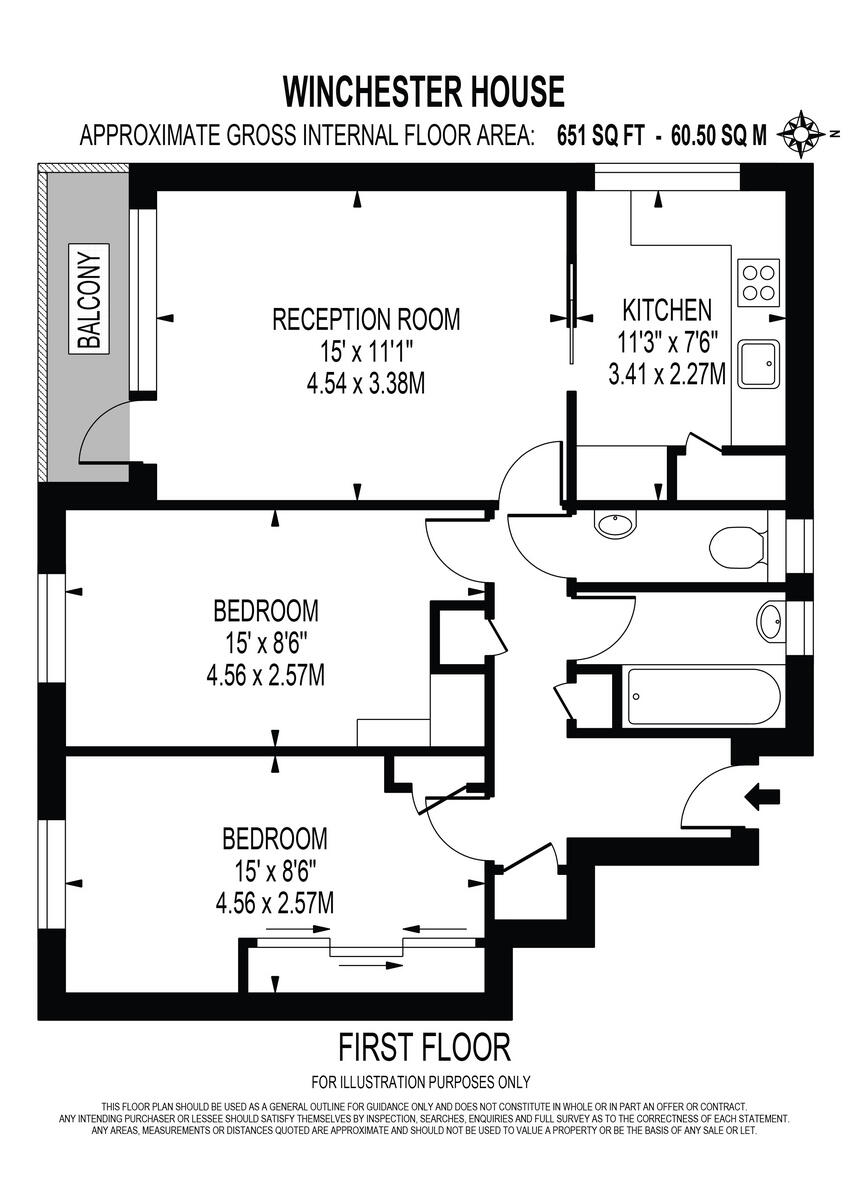 WINCHESTER HOUSE
APPROXIMATE GROSS INTERNAL FLOOR AREA: 651 SQ FT - 60.50 SQ M
N
BALCONY
RECEPTION ROOM
15' x 11'1"
4.54 x 3.38M
KITCHEN
11'3" x 7'6"
3.41 x 2.27M
BEDROOM
15' x 8'6"
4.56 x 2.57M
BEDROOM
15' x 8'6"
4.56 x 2.57M
FIRST FLOOR
FOR ILLUSTRATION PURPOSES ONLY
THIS FLOOR PLAN SHOULD BE USED AS A GENERAL OUTLINE FOR GUIDANCE ONLY AND DOES NOT CONSTITUTE IN WHOLE OR IN PART AN OFFER OR CONTRACT.
ANY INTENDING PURCHASER OR LESSEE SHOULD SATISFY THEMSELVES BY INSPECTION, SEARCHES, ENQUIRIES AND FULL SURVEY AS TO THE CORRECTNESS OF EACH STATEMENT.
ANY AREAS, MEASUREMENTS OR DISTANCES QUOTED ARE APPROXIMATE AND SHOULD NOT BE USED TO VALUE A PROPERTY OR BE THE BASIS OF ANY SALE OR LET.